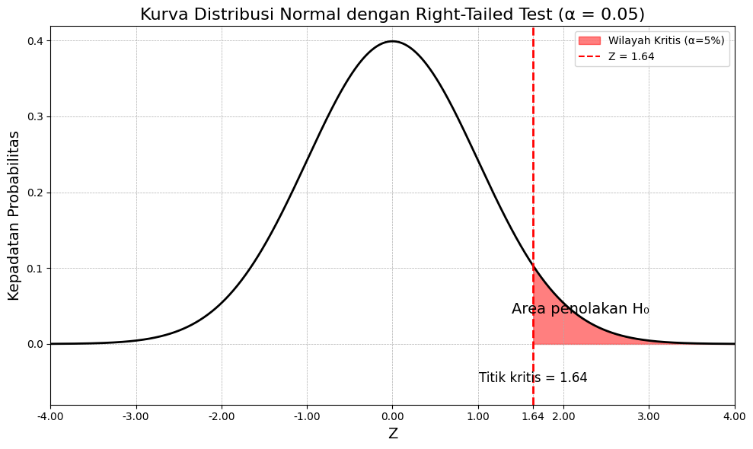 Kurva Distribusi Normal dengan Right-Tailed Test (α = 0.05)
Wilayah Kritis (α=5%)
Z = 1.64
Kepadatan Probabilitas
0.4
0.3
0.2
0.1
0.0
Area penolakan H₀
Titik kritis = 1.64
-4.00 -3.00 -2.00 -1.00 0.00 1.00 1.64 2.00 3.00 4.00
Z